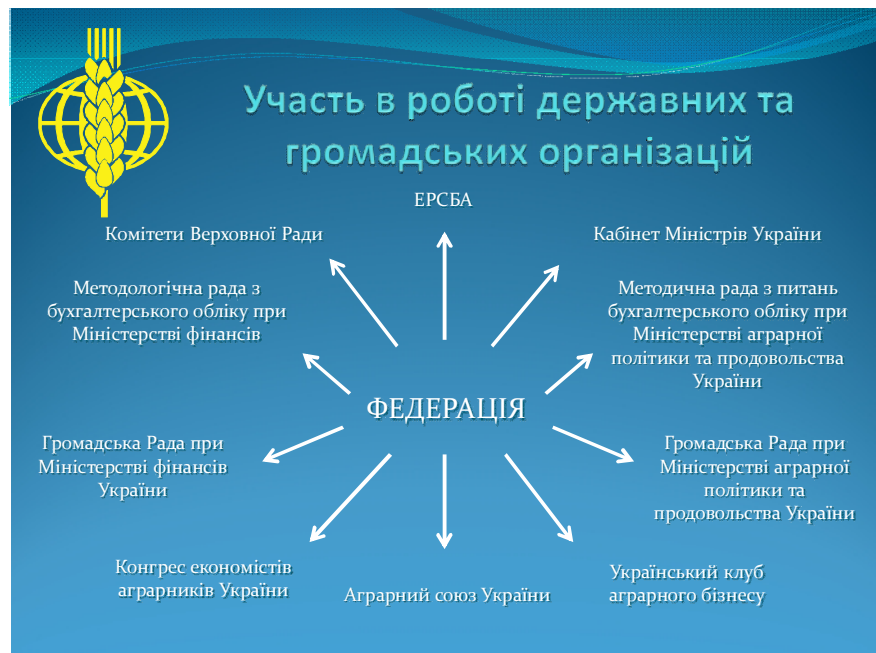 Участь в роботі державних та
громадських організацій
ЕРСБА
Комітети Верховної Ради
Кабінет Міністрів України
Методологічна рада з
бухгалтерського обліку при
Міністерстві фінансів
Методична рада з питань
бухгалтерського обліку при
Міністерстві аграрної
політики та продовольства
України
ФЕДЕРАЦІЯ
Громадська Рада при
Міністерстві фінансів
України
Громадська Рада при
Міністерстві аграрної
політики та
продовольства України
Конгрес економістів
аграрників України
Аграрний союз України
Український клуб
аграрного бізнесу